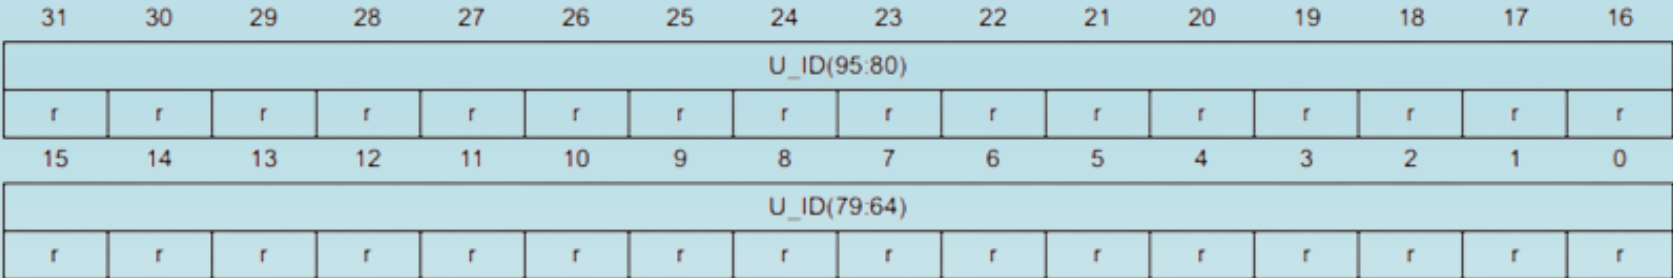 31 30 29 28 27 26 25 24 23 22 21 20 19 18 17 16
U_ID(95:80)
r r r r r r r r r r r r r r r r
15 14 13 12 11 10 9 8 7 6 5 4 3 2 1 0
U_ID(79:64)
r r r r r r r r r r r r r r r r